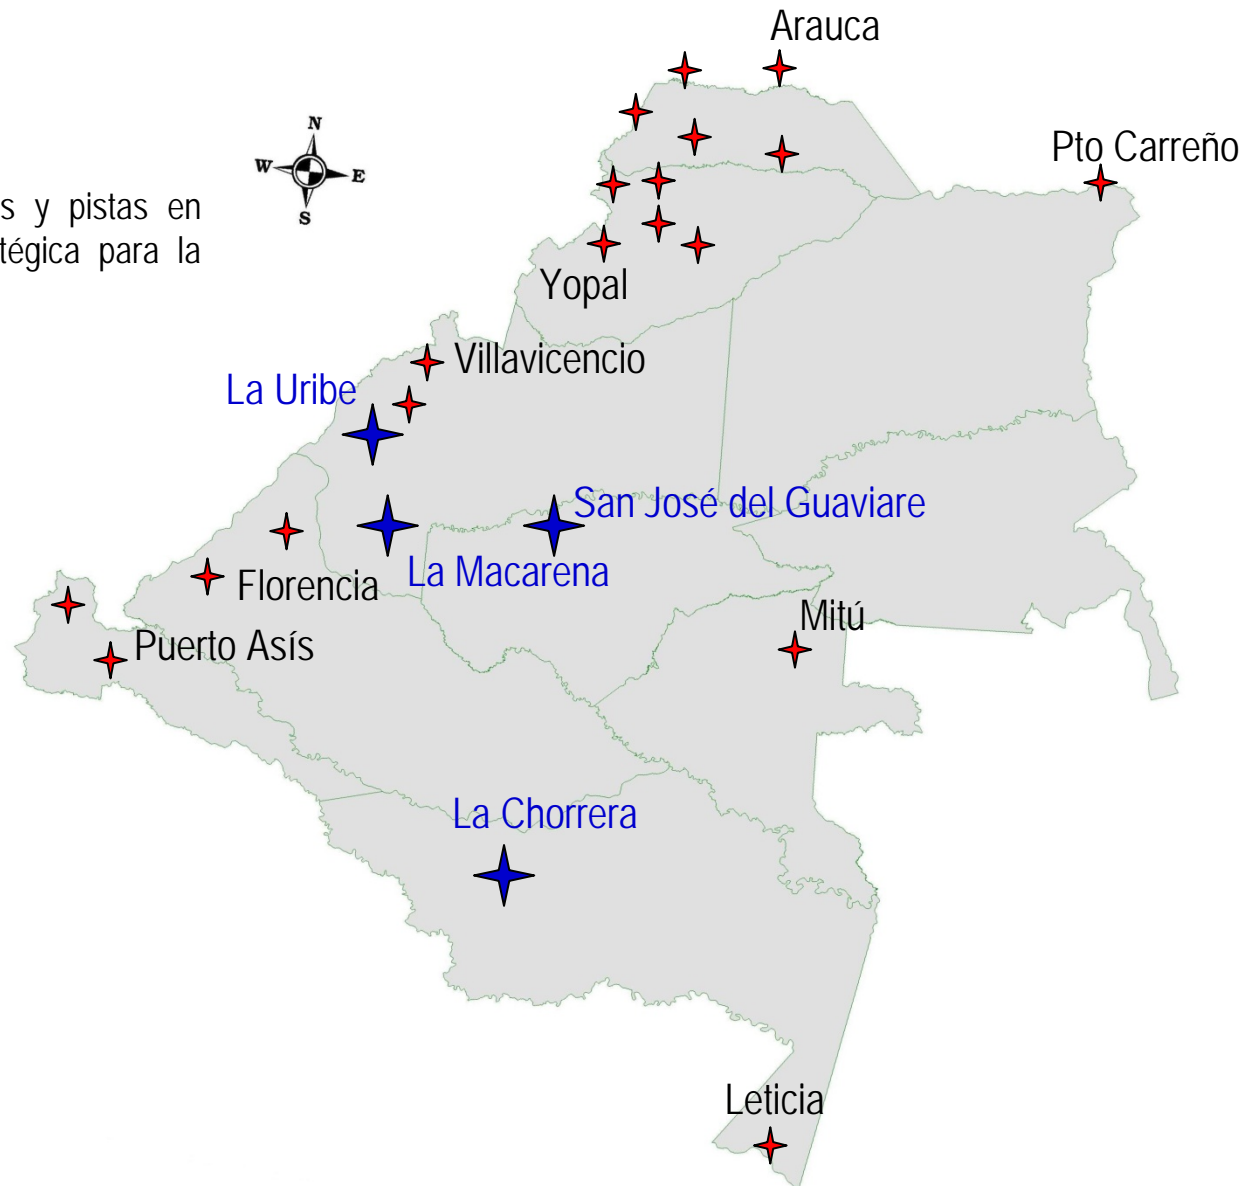 Arauca
N
W
E
S
Pto Carreño
s y pistas en
tégica para la
Yopal
Villavicencio
La Uribe
San José del Guaviare
La Macarena
Florencia
Mitú
Puerto Asís
La Chorrera
Leticia